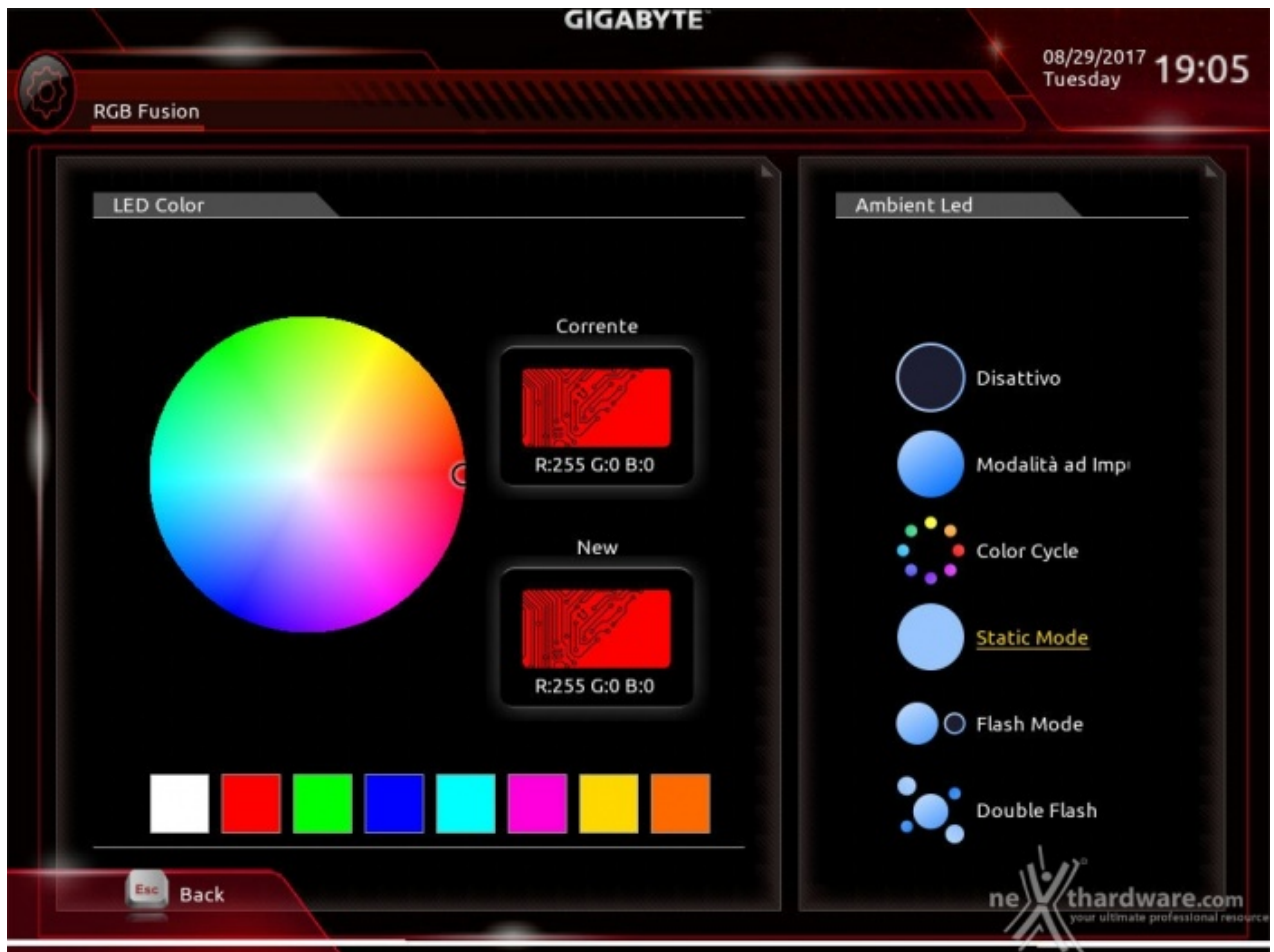 GIGABYTE™
08/29/2017
Tuesday
19:05
RGB Fusion
LED Color
Corrente
R:255 G:0 B:0
New
R:255 G:0 B:0
Ambient Led
Disattivo
Modalità ad
Color Cycle
Static Mode
Flash Mode
Double Flash
Esc Back
nexthardware.com
your ultimate professional resource